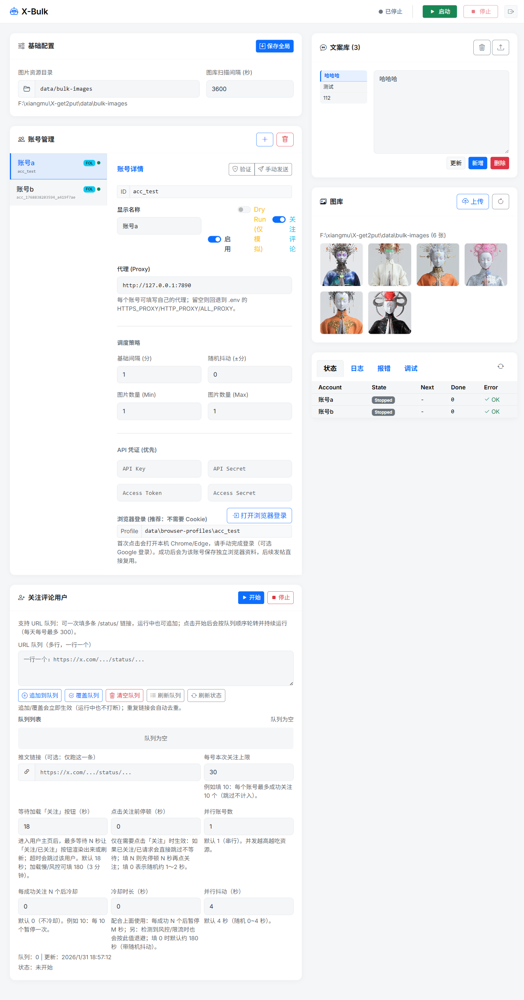 X-Bulk
已停止
启动
停止
基础配置
保存全局
图片资源目录
图库扫描间隔 (秒)
data/bulk-images
3600
F:\xiangmu\X-get2put\data\bulk-images
账号管理
账号a
FOL
acc_test
账号b
FOL
acc_1768838203594_a419f7ae
账号详情
验证
手动发送
ID
acc_test
显示名称
账号a
启
用
Dry
Run
(仅
模
拟)
关
注
评
论
代理 (Proxy)
http://127.0.0.1:7890
每个账号可填写自己的代理；留空则回退到 .env 的
HTTPS_PROXY/HTTP_PROXY/ALL_PROXY。
调度策略
基础间隔 (分)
随机抖动 (±分)
1
0
图片数量 (Min)
图片数量 (Max)
1
1
API 凭证 (优先)
API Key
API Secret
Access Token
Access Secret
浏览器登录 (推荐：不需要 Cookie)
打开浏览器登录
Profile
data\browser-profiles\acc_test
首次点击会打开本机 Chrome/Edge，请手动完成登录（可选
Google 登录）。成功后会为该账号保存独立浏览器资料，后续发帖直
接复用。
关注评论用户
开始
停止
支持 URL 队列：可一次填多条 /status/ 链接，运行中也可追加；点击开始后会按队列顺序轮转并持续运行
（每天每号最多 300）。
URL 队列（多行，一行一个）
一行一个：https://x.com/.../status/...
追加到队列
覆盖队列
清空队列
刷新队列
刷新状态
追加/覆盖会立即生效（运行中也不打断）；重复链接会自动去重。
队列列表
队列为空
队列为空
推文链接（可选：仅跑这一条）
每号本次关注上限
https://x.com/.../status/...
30
例如填 10：每个账号最多成功关注
10 个（跳过不计入）。
等待加载「关注」按钮（秒）
18
进入用户主页后，最多等待 N 秒让
「关注/已关注」按钮渲染出来或刷
新；超时会跳过该用户。默认 18
秒；加载慢/风控可填 180（3 分
钟）。
点击关注前停顿（秒）
0
仅在需要点击「关注」时生效：如
果已关注/已请求会直接跳过不等
待；填 N 则先停顿 N 秒再点关
注；填 0 表示随机约 1～2 秒。
并行账号数
1
默认 1（串行）。并发越高越吃资
源。
每成功关注 N 个后冷却
0
默认 0（不冷却）。例如 10：每 10
个暂停一次。
冷却时长（秒）
0
配合上面使用：每成功 N 个后暂停
M 秒；另：检测到风控/限流时也
会按此值退避；填 0 时默认约 180
秒（带随机抖动）。
并行抖动（秒）
4
默认 4 秒（随机 0~4 秒）。
队列：0 | 更新：2026/1/31 18:57:12
状态：未开始
文案库 (3)
哈哈哈
测试
112
哈哈哈
更新
新增
删除
图库
上传
F:\xiangmu\X-get2put\data\bulk-images (6 张)
状态
日志
报错
调试
Account State Next Done Error
账号a Stopped - 0 OK
账号b Stopped - 0 OK